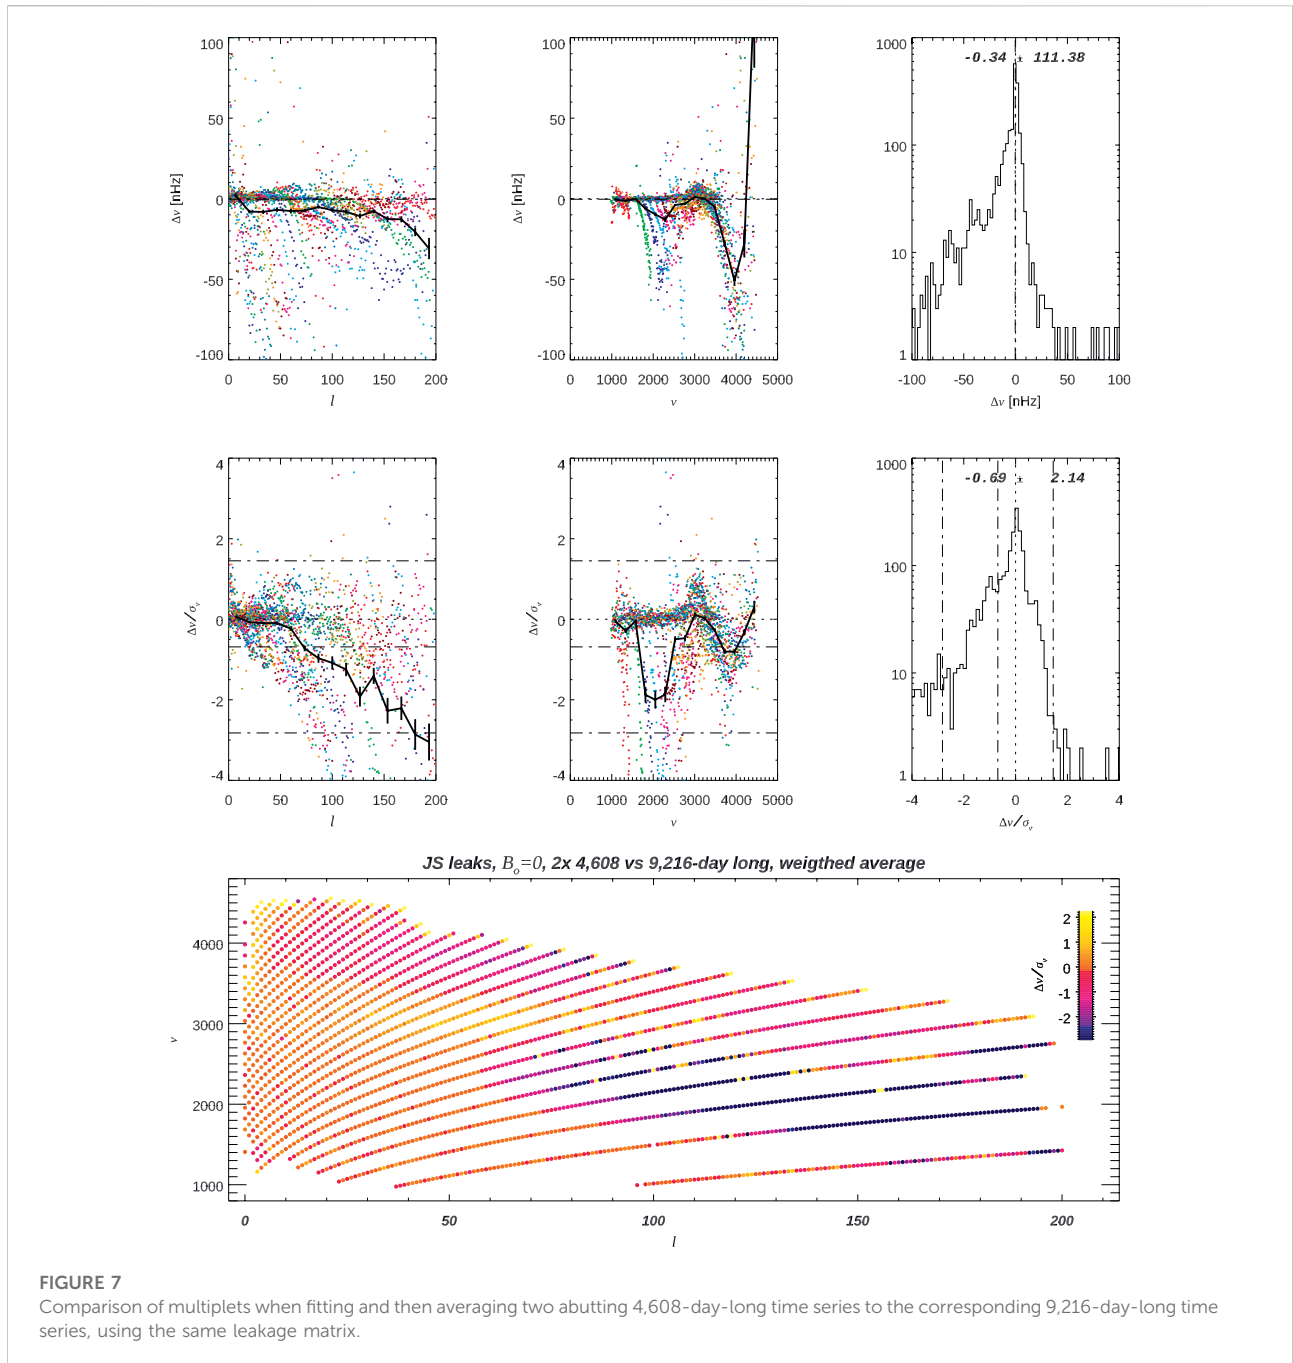 100
50
0
-50
-100
Δν [nHz]
0 50 100 150 200
l
100
50
0
-50
-100
Δν [nHz]
0 1000 2000 3000 4000 5000
ν
-0.34 ± 111.38
1000
100
10
1
-100 -50 0 50 100
Δν [nHz]
4
2
0
-2
-4
Δν/σν
0 50 100 150 200
l
4
2
0
-2
-4
Δν/σν
0 1000 2000 3000 4000 5000
ν
-0.69 ± 2.14
1000
100
10
1
-4 -2 0 2 4
Δν/σν
JS leaks, Bo=0, 2x 4,608 vs 9,216-day long, weigthed average
4000
3000
2000
1000
ν
0 50 100 150 200
l
2
1
0
-1
-2
Δν/σν
FIGURE 7
Comparison of multiplets when fitting and then averaging two abutting 4,608-day-long time series to the corresponding 9,216-day-long time
series, using the same leakage matrix.